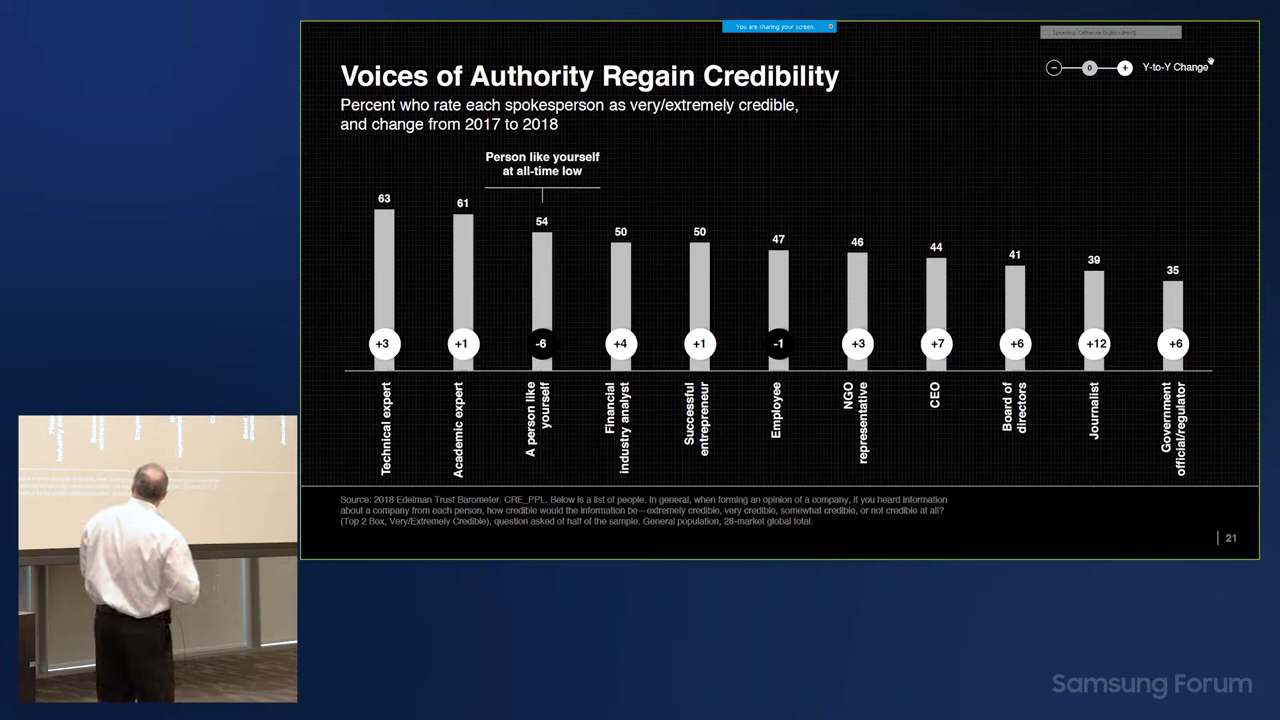 You are sharing your screen.
Speaking: Catherine Guillen (Host)
Voices of Authority Regain Credibility
Y-to-Y Change
− 0 +
Percent who rate each spokesperson as very/extremely credible,
and change from 2017 to 2018
Person like yourself
at all-time low
63
61
54
50
50
47
46
44
41
39
35
+3
+1
-6
+4
+1
-1
+3
+7
+6
+12
+6
Technical expert
Academic expert
A person like
yourself
Financial
industry analyst
Successful
entrepreneur
Employee
NGO
representative
CEO
Board of
directors
Journalist
Government
official/regulator
Source: 2018 Edelman Trust Barometer. CRE_PPL. Below is a list of people. In general, when forming an opinion of a company, if you heard information
about a company from each person, how credible would the information be—extremely credible, very credible, somewhat credible, or not credible at all?
(Top 2 Box, Very/Extremely Credible), question asked of half of the sample. General population, 28-market global total.
21
Samsung Forum